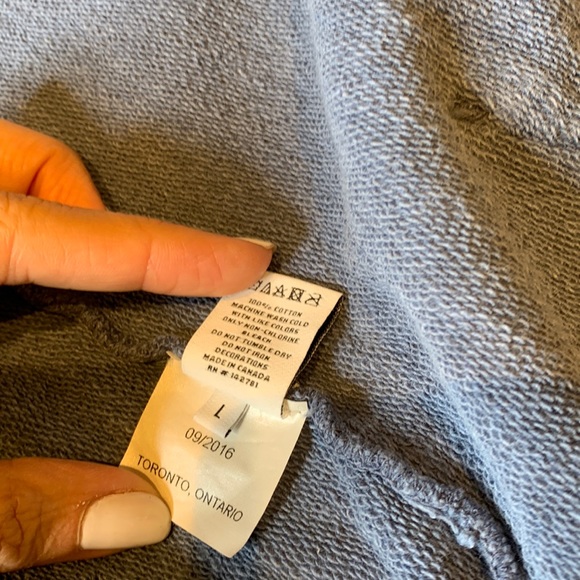 100% COTTON
MACHINE WASH COLD
WITH LIKE COLORS
ONLY NON-CHLORINE
BLEACH
DO NOT TUMBLE DRY
DO NOT IRON
DECORATIONS
MADE IN CANADA
RN # 142781
L
09/2016
TORONTO, ONTARIO